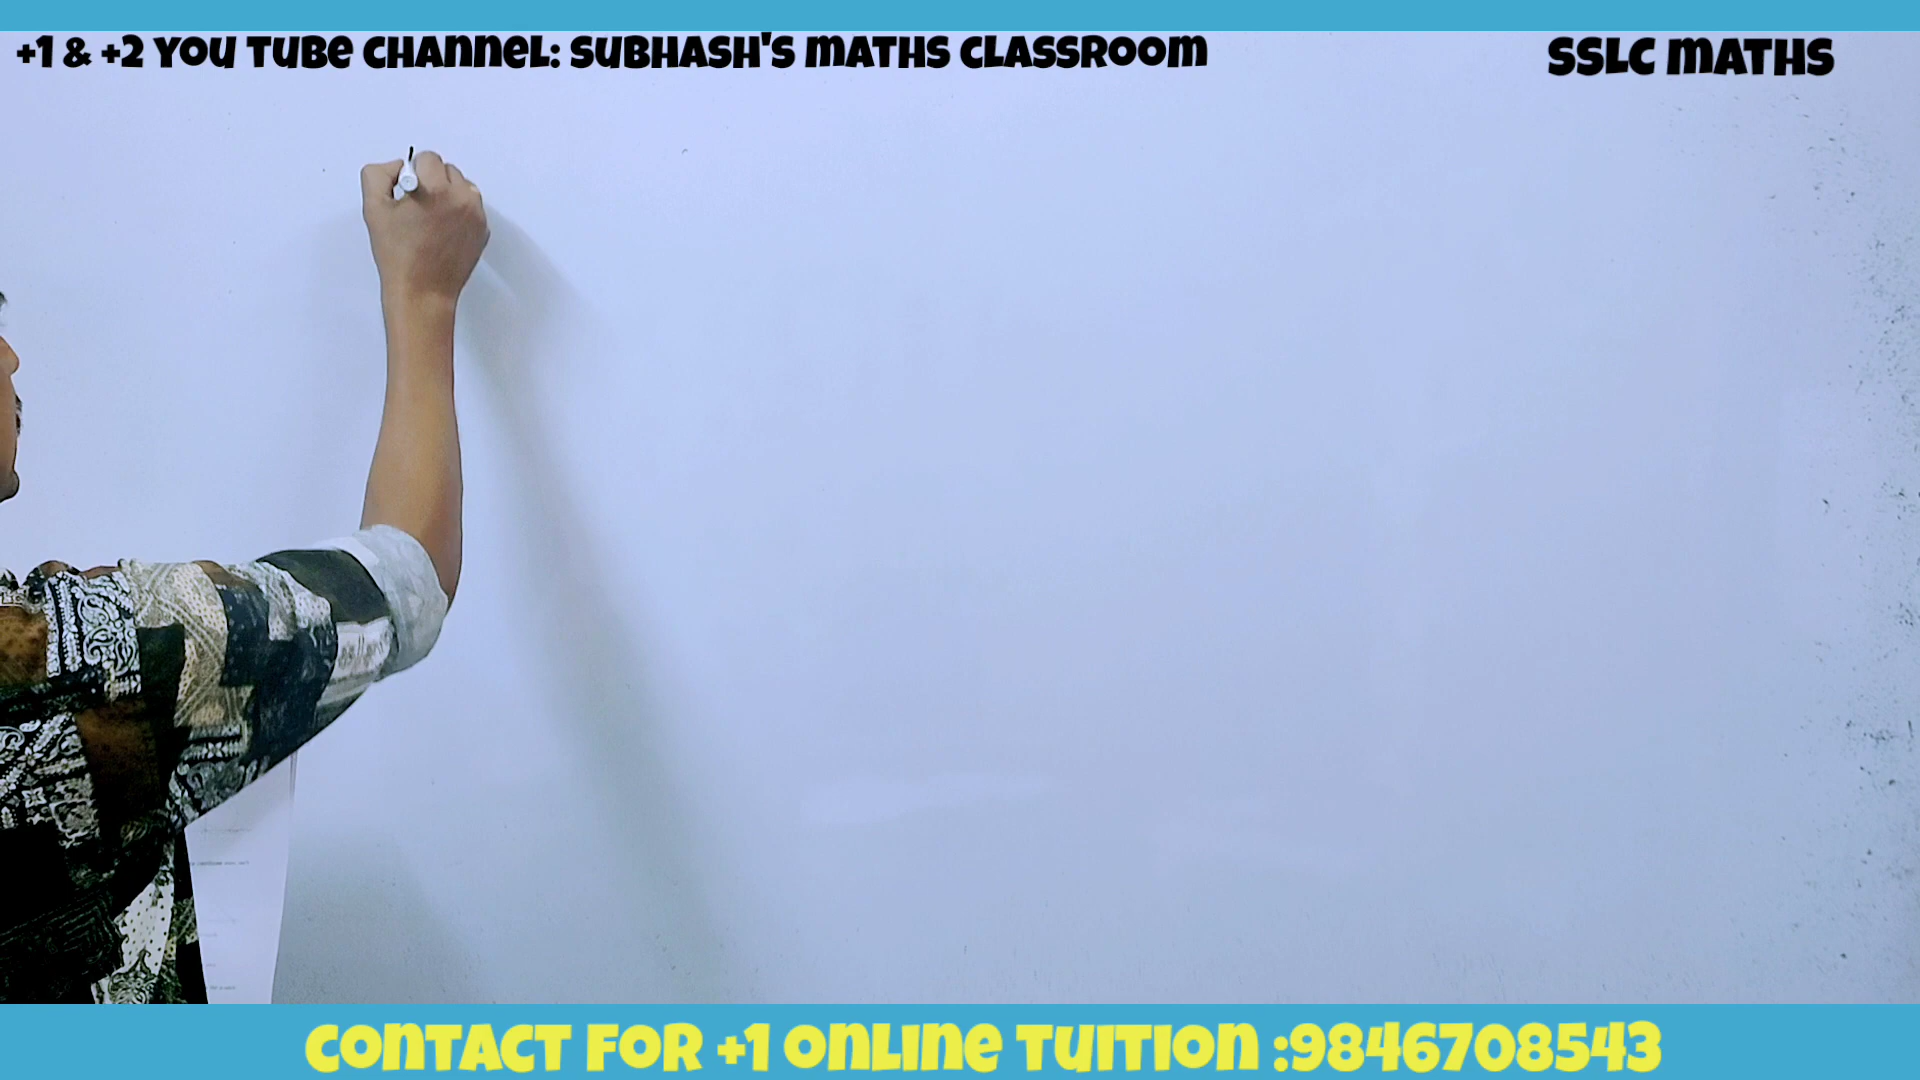 +1 & +2 YOU TUBE CHANNEL: SUBHASH'S MATHS CLASSROOM
SSLC MATHS
CONTACT FOR +1 ONLINE TUITION :9846708543